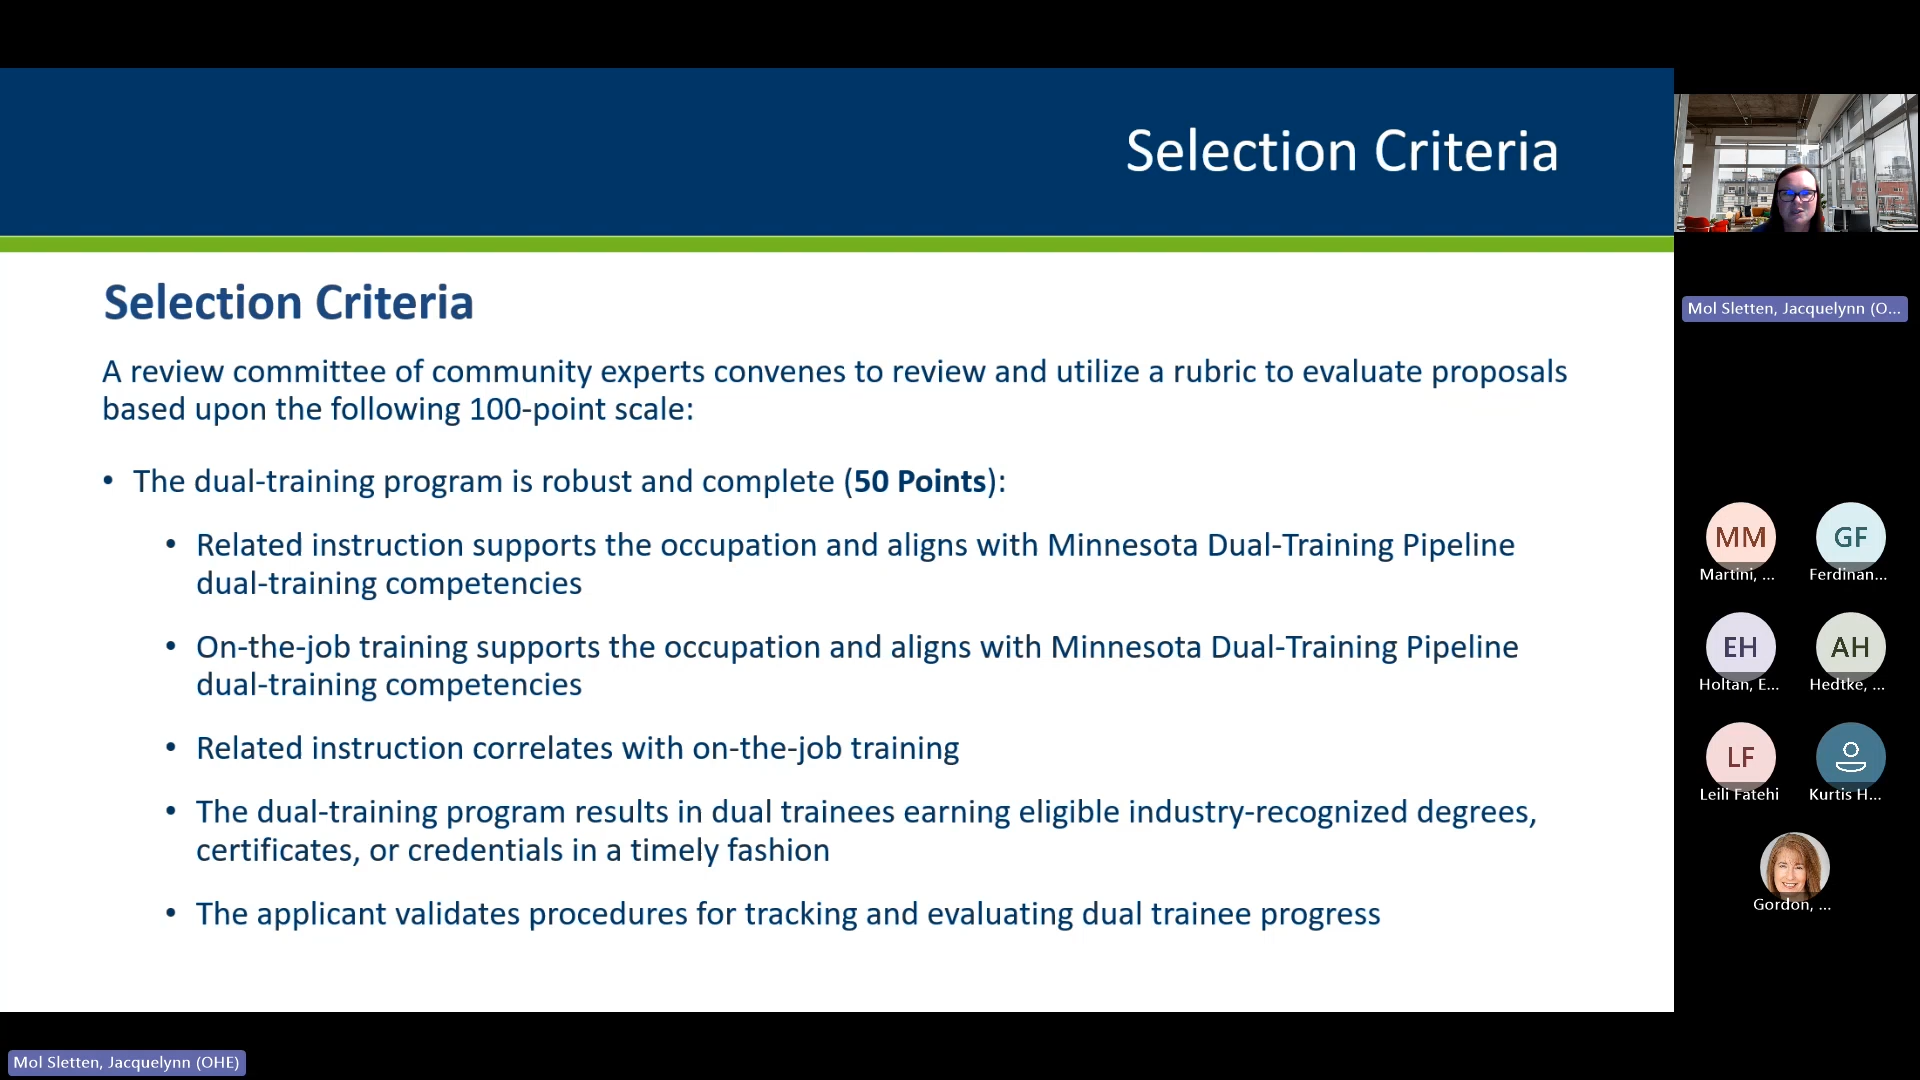 Selection Criteria
Selection Criteria
A review committee of community experts convenes to review and utilize a rubric to evaluate proposals
based upon the following 100-point scale:
• The dual-training program is robust and complete (50 Points):
• Related instruction supports the occupation and aligns with Minnesota Dual-Training Pipeline
dual-training competencies
• On-the-job training supports the occupation and aligns with Minnesota Dual-Training Pipeline
dual-training competencies
• Related instruction correlates with on-the-job training
• The dual-training program results in dual trainees earning eligible industry-recognized degrees,
certificates, or credentials in a timely fashion
• The applicant validates procedures for tracking and evaluating dual trainee progress
Mol Sletten, Jacquelynn (O...
MM
GF
Martini, ...
Ferdinan...
EH
AH
Holtan, E...
Hedtke, ...
LF
Leili Fatehi
Kurtis H...
Gordon, ...
Mol Sletten, Jacquelynn (OHE)